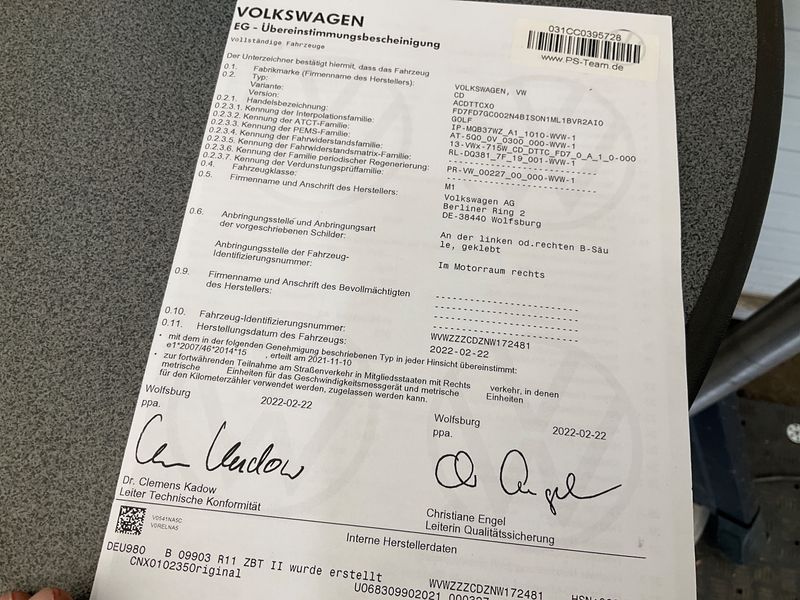 VOLKSWAGEN
EG - Übereinstimmungsbescheinigung
vollständige Fahrzeuge
031CC0395728
www.PS-Team.de
Der Unterzeichner bestätigt hiermit, dass das Fahrzeug
0.1. Fabrikmarke (Firmenname des Herstellers): VOLKSWAGEN, VW
0.2. Typ: CD
Variante: ACDTTCX0
Version: FD7FD7GC002N4BISON1ML1BVR2AI0
0.2.1. Handelsbezeichnung: GOLF
0.2.3.1. Kennung der Interpolationsfamilie: IP-MQB37WZ_A1_1010-WVW-1
0.2.3.2. Kennung der ATCT-Familie: AT-5Q0_0V_0300_000-WVW-1
0.2.3.3. Kennung der PEMS-Familie: 13-VWx-715W_CD_DTTC_FD7_0_A_1_0-000
0.2.3.4. Kennung der Fahrwiderstandsfamilie: RL-DQ381_7F_19_001-WVW-1
0.2.3.5. Kennung der Fahrwiderstandsmatrix-Familie: --------------------
0.2.3.6. Kennung der Familie periodischer Regenerierung: PR-VW_00227_00_000-WVW-1
0.2.3.7. Kennung der Verdunstungsprüffamilie: --------------------
0.4. Fahrzeugklasse: M1
0.5. Firmenname und Anschrift des Herstellers: Volkswagen AG
Berliner Ring 2
DE-38440 Wolfsburg
0.6. Anbringungsstelle und Anbringungsart An der linken od.rechten B-Säu
der vorgeschriebenen Schilder: le, geklebt
Anbringungsstelle der Fahrzeug-
Identifizierungsnummer: Im Motorraum rechts
0.9. Firmenname und Anschrift des Bevollmächtigten
des Herstellers:
0.10. Fahrzeug-Identifizierungsnummer: WVWZZZCDZNW172481
0.11. Herstellungsdatum des Fahrzeugs: 2022-02-22
* mit dem in der folgenden Genehmigung beschriebenen Typ in jeder Hinsicht übereinstimmt:
e1*2007/46*2014*15 , erteilt am 2021-11-10
* zur fortwährenden Teilnahme am Straßenverkehr in Mitgliedsstaaten mit Rechts verkehr, in denen
metrische Einheiten für das Geschwindigkeitsmessgerät und metrische Einheiten
für den Kilometerzähler verwendet werden, zugelassen werden kann.
Wolfsburg 2022-02-22
ppa.
Wolfsburg 2022-02-22
ppa.
Dr. Clemens Kadow
Leiter Technische Konformität
Christiane Engel
Leiterin Qualitätssicherung
V0541NA5C
V0RELNA5
Interne Herstellerdaten
DEU980 B 09903 R11 ZBT II wurde erstellt WVWZZZCDZNW172481
CNX0102350riginal U068309902021